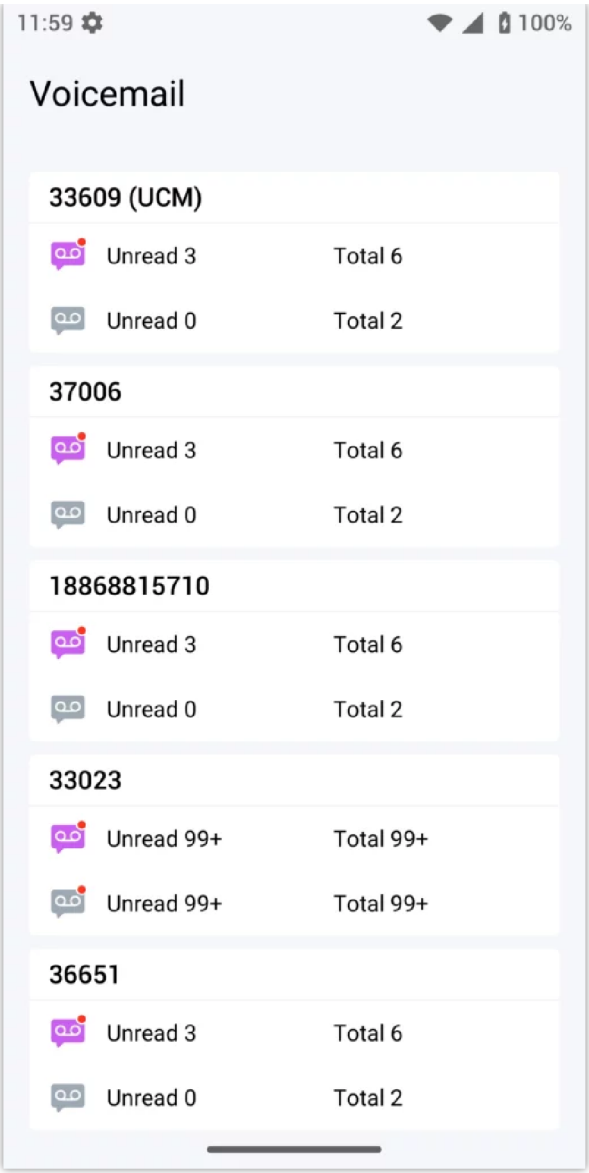 11:59 100%
Voicemail
33609 (UCM)
Unread 3 Total 6
Unread 0 Total 2
37006
Unread 3 Total 6
Unread 0 Total 2
18868815710
Unread 3 Total 6
Unread 0 Total 2
33023
Unread 99+ Total 99+
Unread 99+ Total 99+
36651
Unread 3 Total 6
Unread 0 Total 2